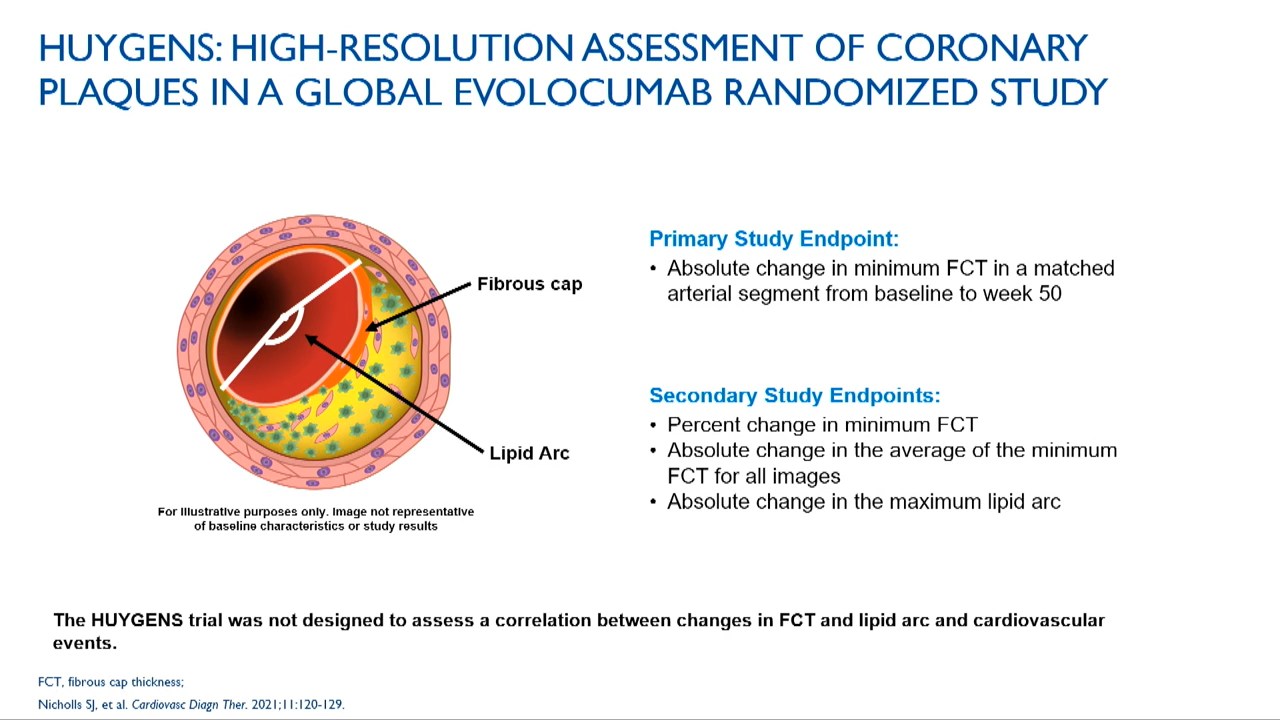 HUYGENS: HIGH-RESOLUTION ASSESSMENT OF CORONARY
PLAQUES IN A GLOBAL EVOLOCUMAB RANDOMIZED STUDY
Fibrous cap
Lipid Arc
For illustrative purposes only. Image not representative
of baseline characteristics or study results
Primary Study Endpoint:
• Absolute change in minimum FCT in a matched
arterial segment from baseline to week 50
Secondary Study Endpoints:
• Percent change in minimum FCT
• Absolute change in the average of the minimum
FCT for all images
• Absolute change in the maximum lipid arc
The HUYGENS trial was not designed to assess a correlation between changes in FCT and lipid arc and cardiovascular
events.
FCT, fibrous cap thickness;
Nicholls SJ, et al. Cardiovasc Diagn Ther. 2021;11:120-129.